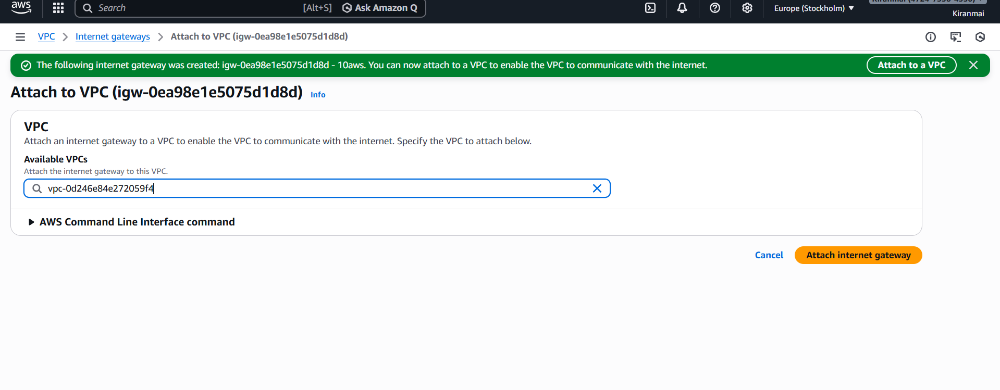 aws
Search [Alt+S] Ask Amazon Q
Europe (Stockholm)
Kiranmai
VPC > Internet gateways > Attach to VPC (igw-0ea98e1e5075d1d8d)
The following internet gateway was created: igw-0ea98e1e5075d1d8d - 10aws. You can now attach to a VPC to enable the VPC to communicate with the internet. Attach to a VPC
Attach to VPC (igw-0ea98e1e5075d1d8d) Info
VPC
Attach an internet gateway to a VPC to enable the VPC to communicate with the internet. Specify the VPC to attach below.
Available VPCs
Attach the internet gateway to this VPC.
vpc-0d246e84e272059f4
AWS Command Line Interface command
Cancel Attach internet gateway